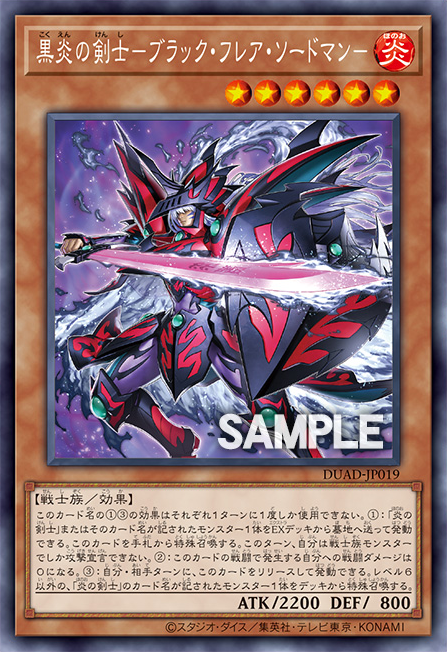 黒炎の剣士－ブラック・フレア・ソードマン－
炎
SAMPLE
DUAD-JP019
【戦士族／効果】
このカード名の①③の効果はそれぞれ1ターンに1度しか使用できない。①：「炎の
剣士」またはそのカード名が記されたモンスター1体をEXデッキから墓地へ送って発動
できる。このカードを手札から特殊召喚する。このターン、自分は戦士族モンスター
でしか攻撃宣言できない。②：このカードの戦闘で発生する自分への戦闘ダメージは
0になる。③：自分・相手ターンに、このカードをリリースして発動できる。レベル6
以外の、「炎の剣士」のカード名が記されたモンスター1体をデッキから特殊召喚する。
ATK/2200 DEF/ 800
©スタジオ・ダイス／集英社・テレビ東京・KONAMI